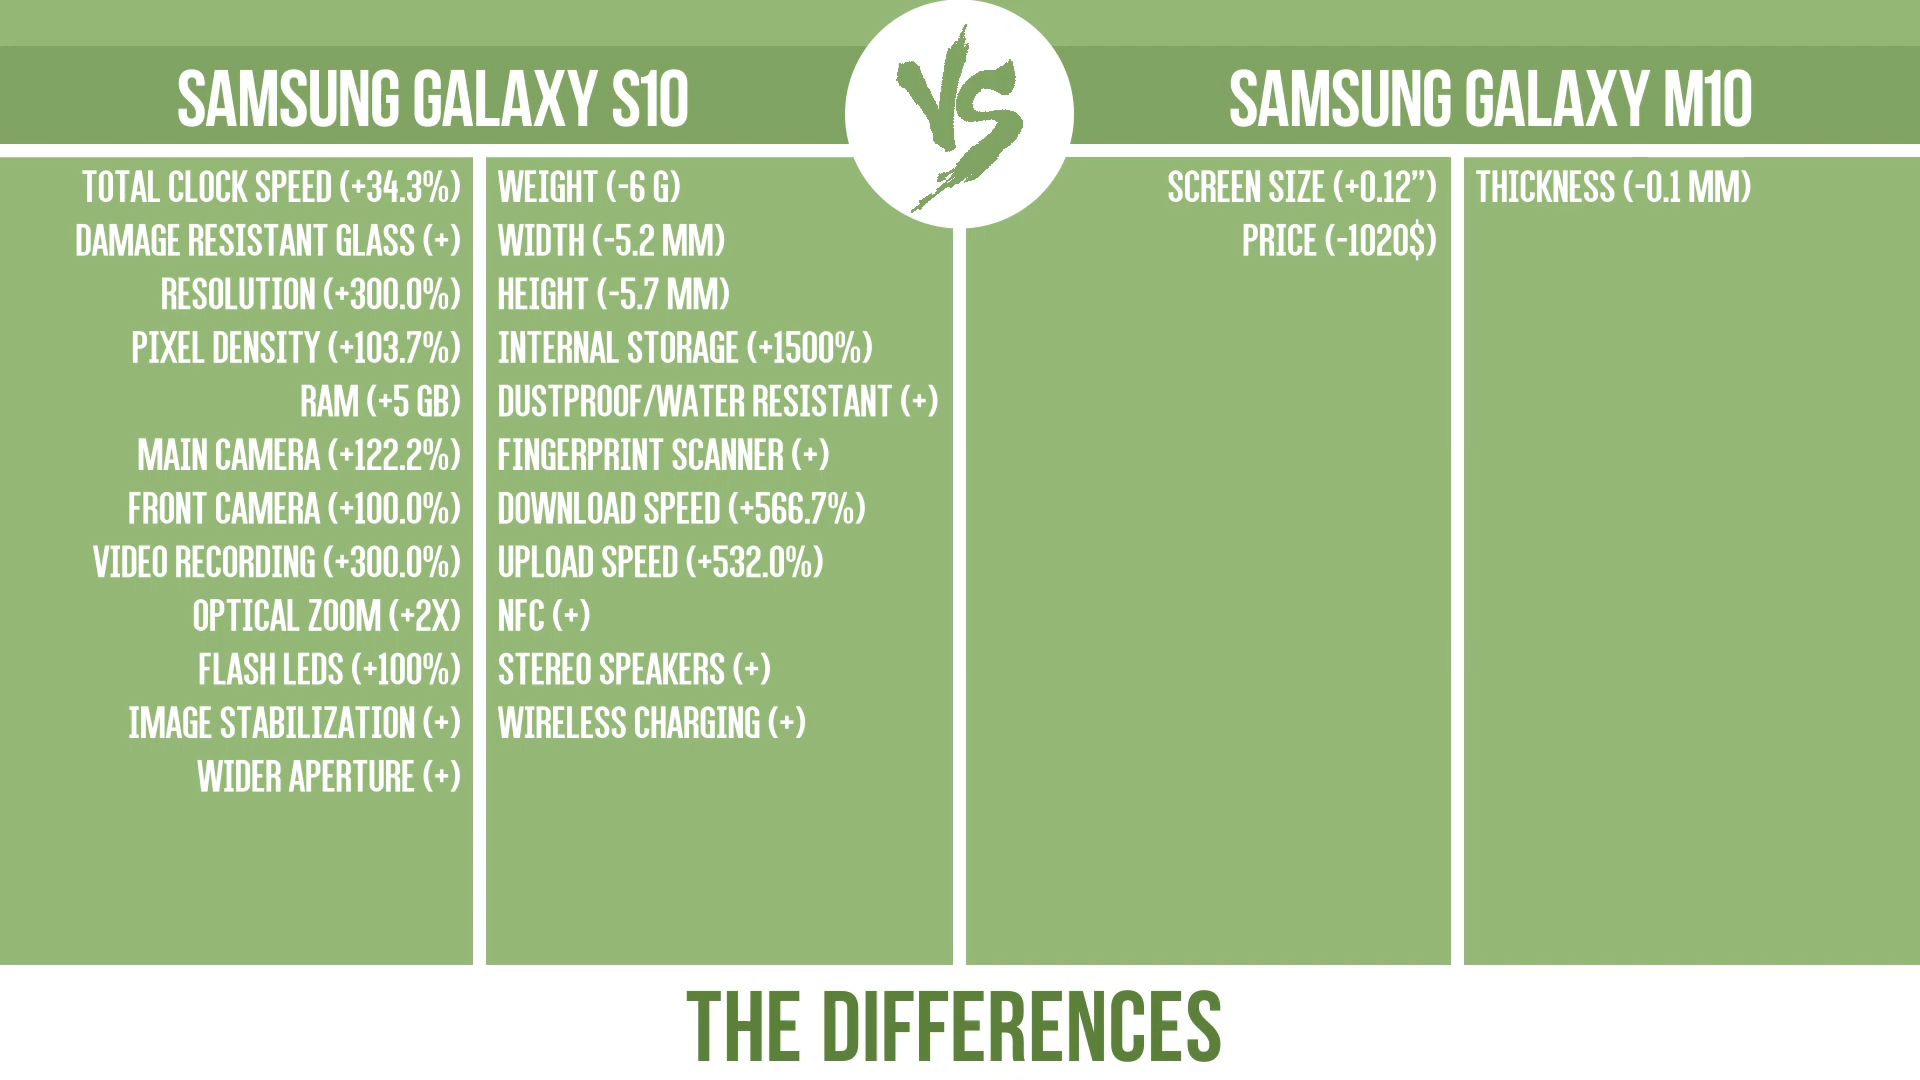 SAMSUNG GALAXY S10
VS
SAMSUNG GALAXY M10
TOTAL CLOCK SPEED (+34.3%)
DAMAGE RESISTANT GLASS (+)
RESOLUTION (+300.0%)
PIXEL DENSITY (+103.7%)
RAM (+5 GB)
MAIN CAMERA (+122.2%)
FRONT CAMERA (+100.0%)
VIDEO RECORDING (+300.0%)
OPTICAL ZOOM (+2X)
FLASH LEDS (+100%)
IMAGE STABILIZATION (+)
WIDER APERTURE (+)
WEIGHT (-6 G)
WIDTH (-5.2 MM)
HEIGHT (-5.7 MM)
INTERNAL STORAGE (+1500%)
DUSTPROOF/WATER RESISTANT (+)
FINGERPRINT SCANNER (+)
DOWNLOAD SPEED (+566.7%)
UPLOAD SPEED (+532.0%)
NFC (+)
STEREO SPEAKERS (+)
WIRELESS CHARGING (+)
SCREEN SIZE (+0.12”)
PRICE (-1020$)
THICKNESS (-0.1 MM)
THE DIFFERENCES